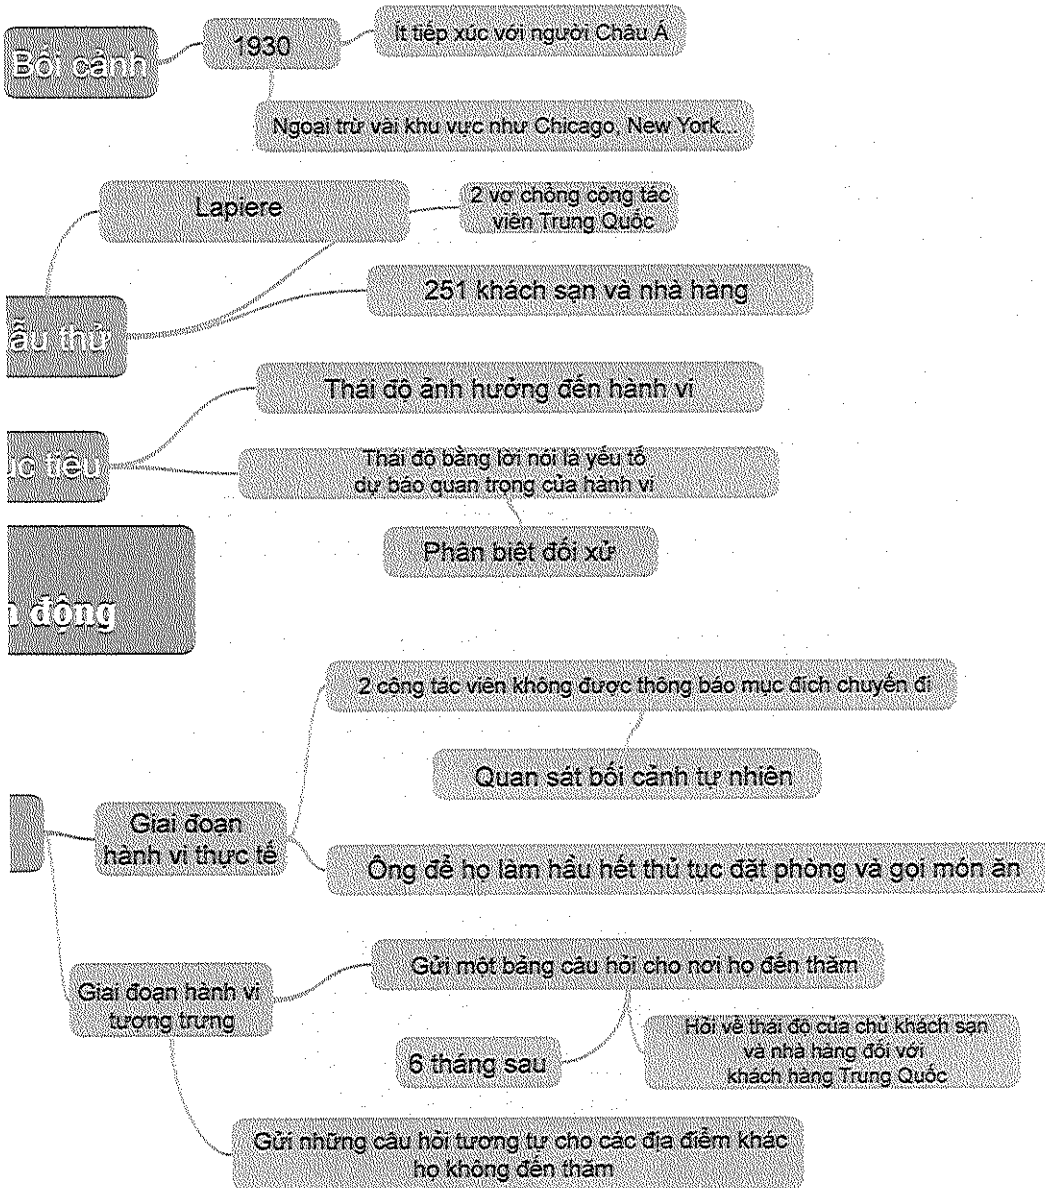 Bối cảnh
1930
Ít tiếp xúc với người Châu Á
Ngoại trừ vài khu vực như Chicago, New York...
Lapiere
2 vợ chồng cộng tác
viên Trung Quốc
251 khách sạn và nhà hàng
ẫu thử
Thái độ ảnh hưởng đến hành vi
ục tiêu
Thái độ bằng lời nói là yếu tố
dự báo quan trọng của hành vi
Phân biệt đối xử
n động
2 công tác viên không được thông báo mục đích chuyến đi
Quan sát bối cảnh tự nhiên
Giai đoạn
hành vi thực tế
Ông để họ làm hầu hết thủ tục đặt phòng và gọi món ăn
Giai đoạn hành vi
tượng trưng
Gửi một bảng câu hỏi cho nơi họ đến thăm
6 tháng sau
Hỏi về thái độ của chủ khách sạn
và nhà hàng đối với
khách hàng Trung Quốc
Gửi những câu hỏi tương tự cho các địa điểm khác
họ không đến thăm